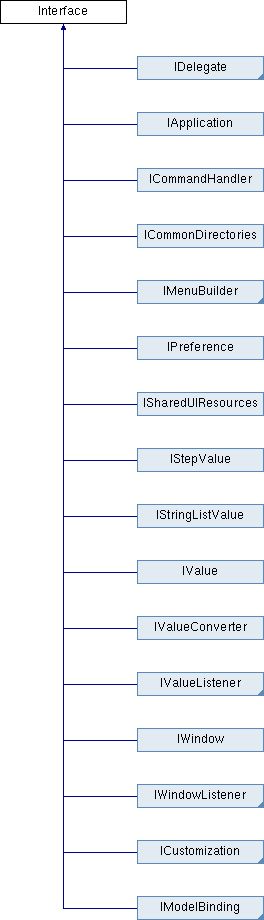 Interface
IDelegate
IApplication
ICommandHandler
ICommonDirectories
IMenuBuilder
IPreference
ISharedUIResources
IStepValue
IStringListValue
IValue
IValueConverter
IValueListener
IWindow
IWindowListener
ICustomization
IModelBinding